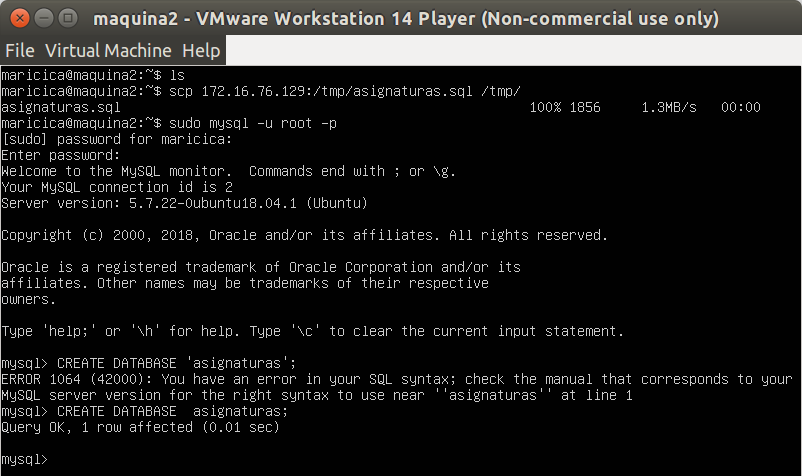 maquina2 - VMware Workstation 14 Player (Non-commercial use only)
File Virtual Machine Help
maricica@maquina2:~$ ls
maricica@maquina2:~$ scp 172.16.76.129:/tmp/asignaturas.sql /tmp/
asignaturas.sql 100% 1856 1.3MB/s 00:00
maricica@maquina2:~$ sudo mysql -u root -p
[sudo] password for maricica:
Enter password:
Welcome to the MySQL monitor.  Commands end with ; or \g.
Your MySQL connection id is 2
Server version: 5.7.22-0ubuntu18.04.1 (Ubuntu)
Copyright (c) 2000, 2018, Oracle and/or its affiliates. All rights reserved.
Oracle is a registered trademark of Oracle Corporation and/or its
affiliates. Other names may be trademarks of their respective
owners.
Type 'help;' or '\h' for help. Type '\c' to clear the current input statement.
mysql> CREATE DATABASE 'asignaturas';
ERROR 1064 (42000): You have an error in your SQL syntax; check the manual that corresponds to your
MySQL server version for the right syntax to use near ''asignaturas'' at line 1
mysql> CREATE DATABASE  asignaturas;
Query OK, 1 row affected (0.01 sec)
mysql>